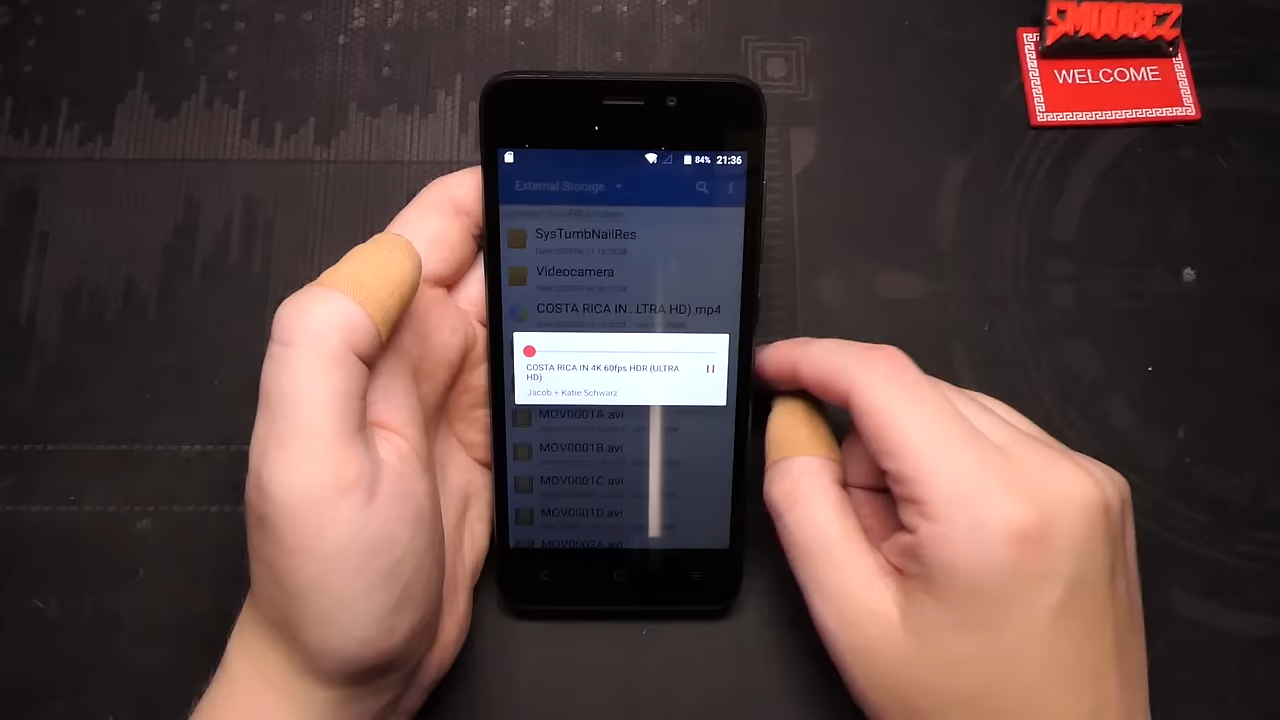 SMOOREZ
WELCOME
84% 21:36
External Storage
SysTumbNailRes
Videocamera
COSTA RICA IN...LTRA HD).mp4
COSTA RICA IN 4K 60fps HDR (ULTRA
HD)
Jacob + Katie Schwarz
MOV0001A.avi
MOV0001B.avi
MOV0001C.avi
MOV0001D.avi
MOV0002A.avi